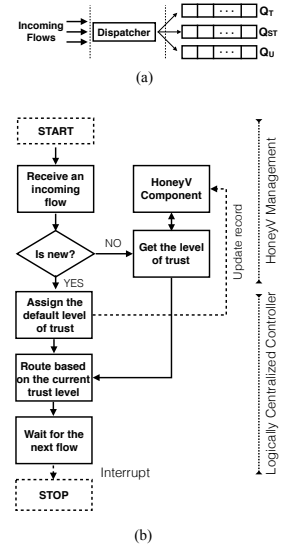 Incoming
Flows
Dispatcher
. . .
QT
. . .
QST
. . .
QU
(a)
START
Receive an
incoming
flow
HoneyV
Component
Is new?
NO
Get the level
of trust
YES
Update record
Assign the
default level
of trust
Route based
on the current
trust level
Wait for the
next flow
Interrupt
STOP
HoneyV Management
Logically Centralized Controller
(b)